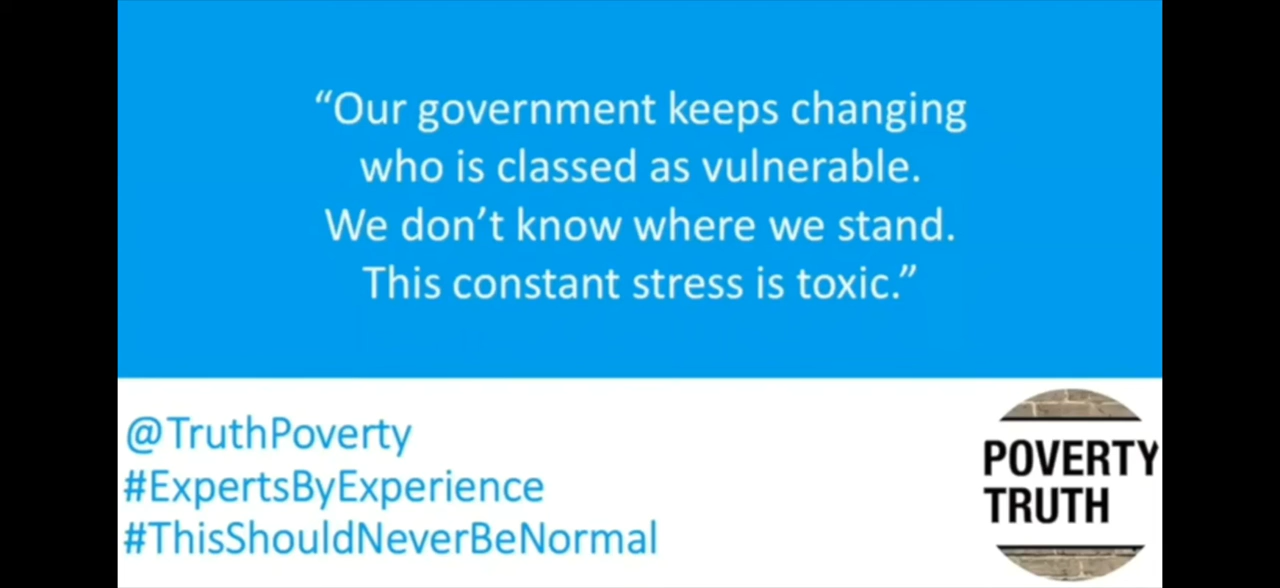 “Our government keeps changing
who is classed as vulnerable.
We don’t know where we stand.
This constant stress is toxic.”
@TruthPoverty
#ExpertsByExperience
#ThisShouldNeverBeNormal
POVERTY
TRUTH